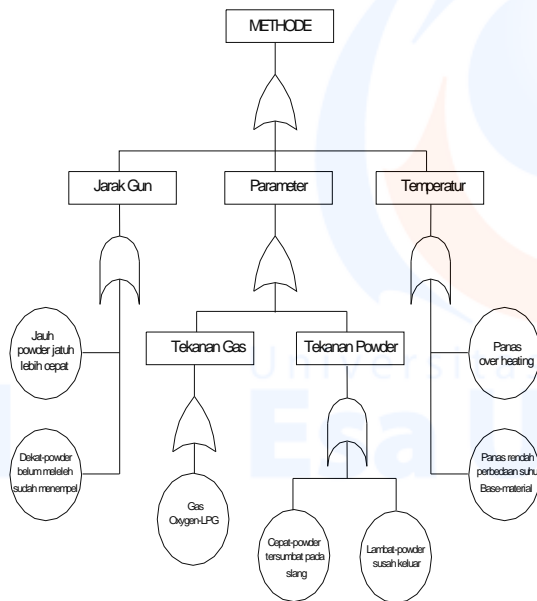 METHODE
Jarak Gun
Parameter
Temperatur
Jauh
powder jatuh
lebih cepat
Tekanan Gas
Tekanan Powder
Panas
over heating
Universita
Esa U
Dekat-powder
belum meleleh
sudah menempel
Gas
Oxygen-LPG
Panas rendah
perbedaan suhu
Base-material
Cepat-powder
tersumbat pada
slang
Lambat-powder
susah keluar